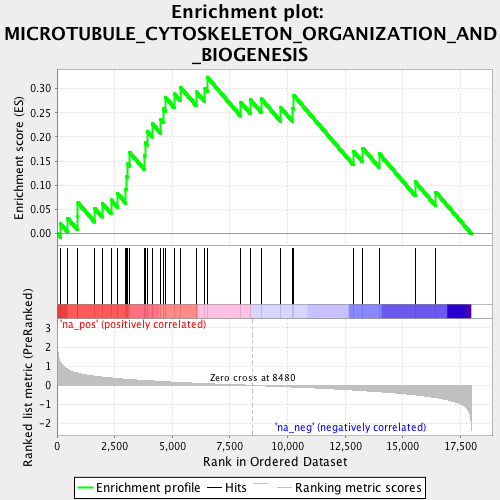 Enrichment plot:
MICROTUBULE_CYTOSKELETON_ORGANIZATION_AND
_BIOGENESIS
Enrichment score (ES)
0.30
0.25
0.20
0.15
0.10
0.05
0.00
'na_pos' (positively correlated)
Ranked list metric (PreRanked)
3
2
1
0
-1
-2
Zero cross at 8480
'na_neg' (negatively correlated)
0
2,500
5,000
7,500
10,000
12,500
15,000
17,500
Rank in Ordered Dataset
Enrichment profile
Hits
Ranking metric scores